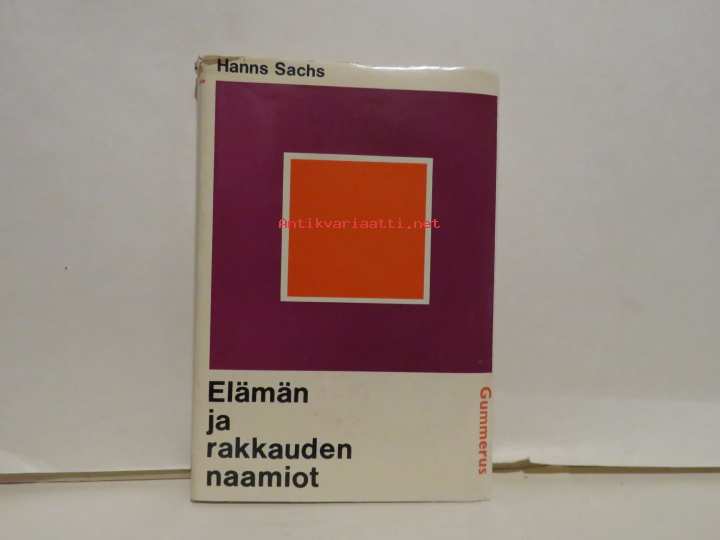 Hanns Sachs
Antikvariaatti.net
Elämän
ja
rakkauden
naamiot
Gummerus